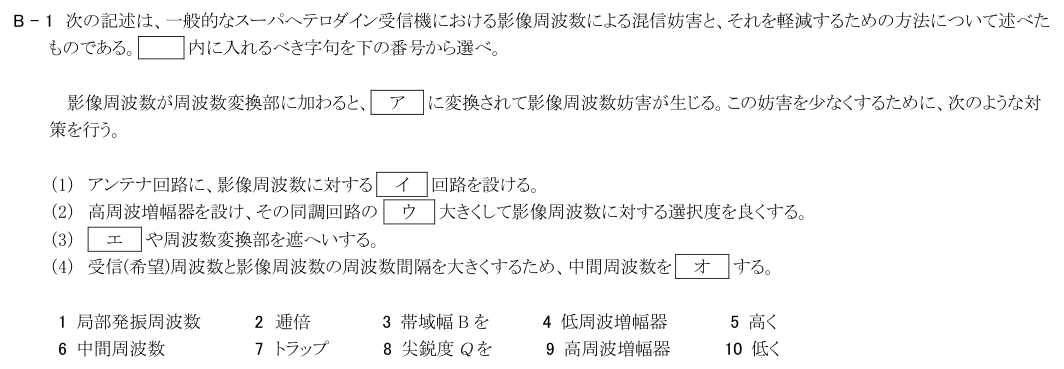 B - 1 次の記述は、一般的なスーパヘテロダイン受信機における影像周波数による混信妨害と、それを軽減するための方法について述べた
ものである。 内に入れるべき字句を下の番号から選べ。
影像周波数が周波数変換部に加わると、 ア に変換されて影像周波数妨害が生じる。この妨害を少なくするために、次のような対
策を行う。
(1) アンテナ回路に、影像周波数に対する イ 回路を設ける。
(2) 高周波増幅器を設け、その同調回路の ウ 大きくして影像周波数に対する選択度を良くする。
(3) エ や周波数変換部を遮へいする。
(4) 受信(希望)周波数と影像周波数の周波数間隔を大きくするため、中間周波数を オ する。
1 局部発振周波数 2 逓倍 3 帯域幅 B を 4 低周波増幅器 5 高く
6 中間周波数 7 トラップ 8 尖鋭度 Q を 9 高周波増幅器 10 低く